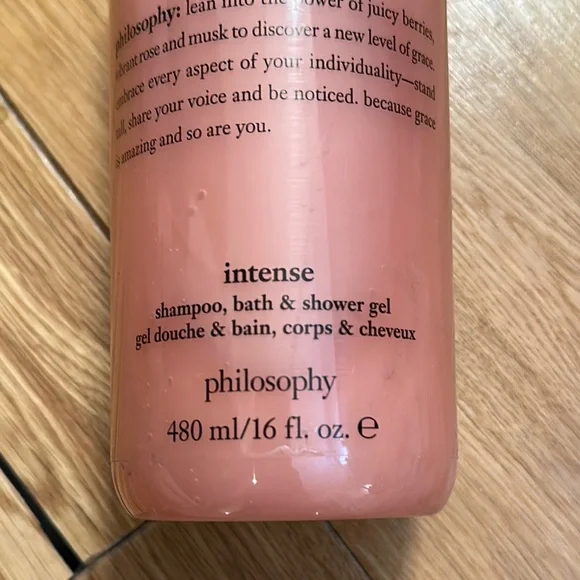 philosophy: lean into the power of juicy berries,
vibrant rose and musk to discover a new level of grace.
embrace every aspect of your individuality—stand
tall, share your voice and be noticed. because grace
is amazing and so are you.
intense
shampoo, bath & shower gel
gel douche & bain, corps & cheveux
philosophy
480 ml/16 fl. oz. ℮